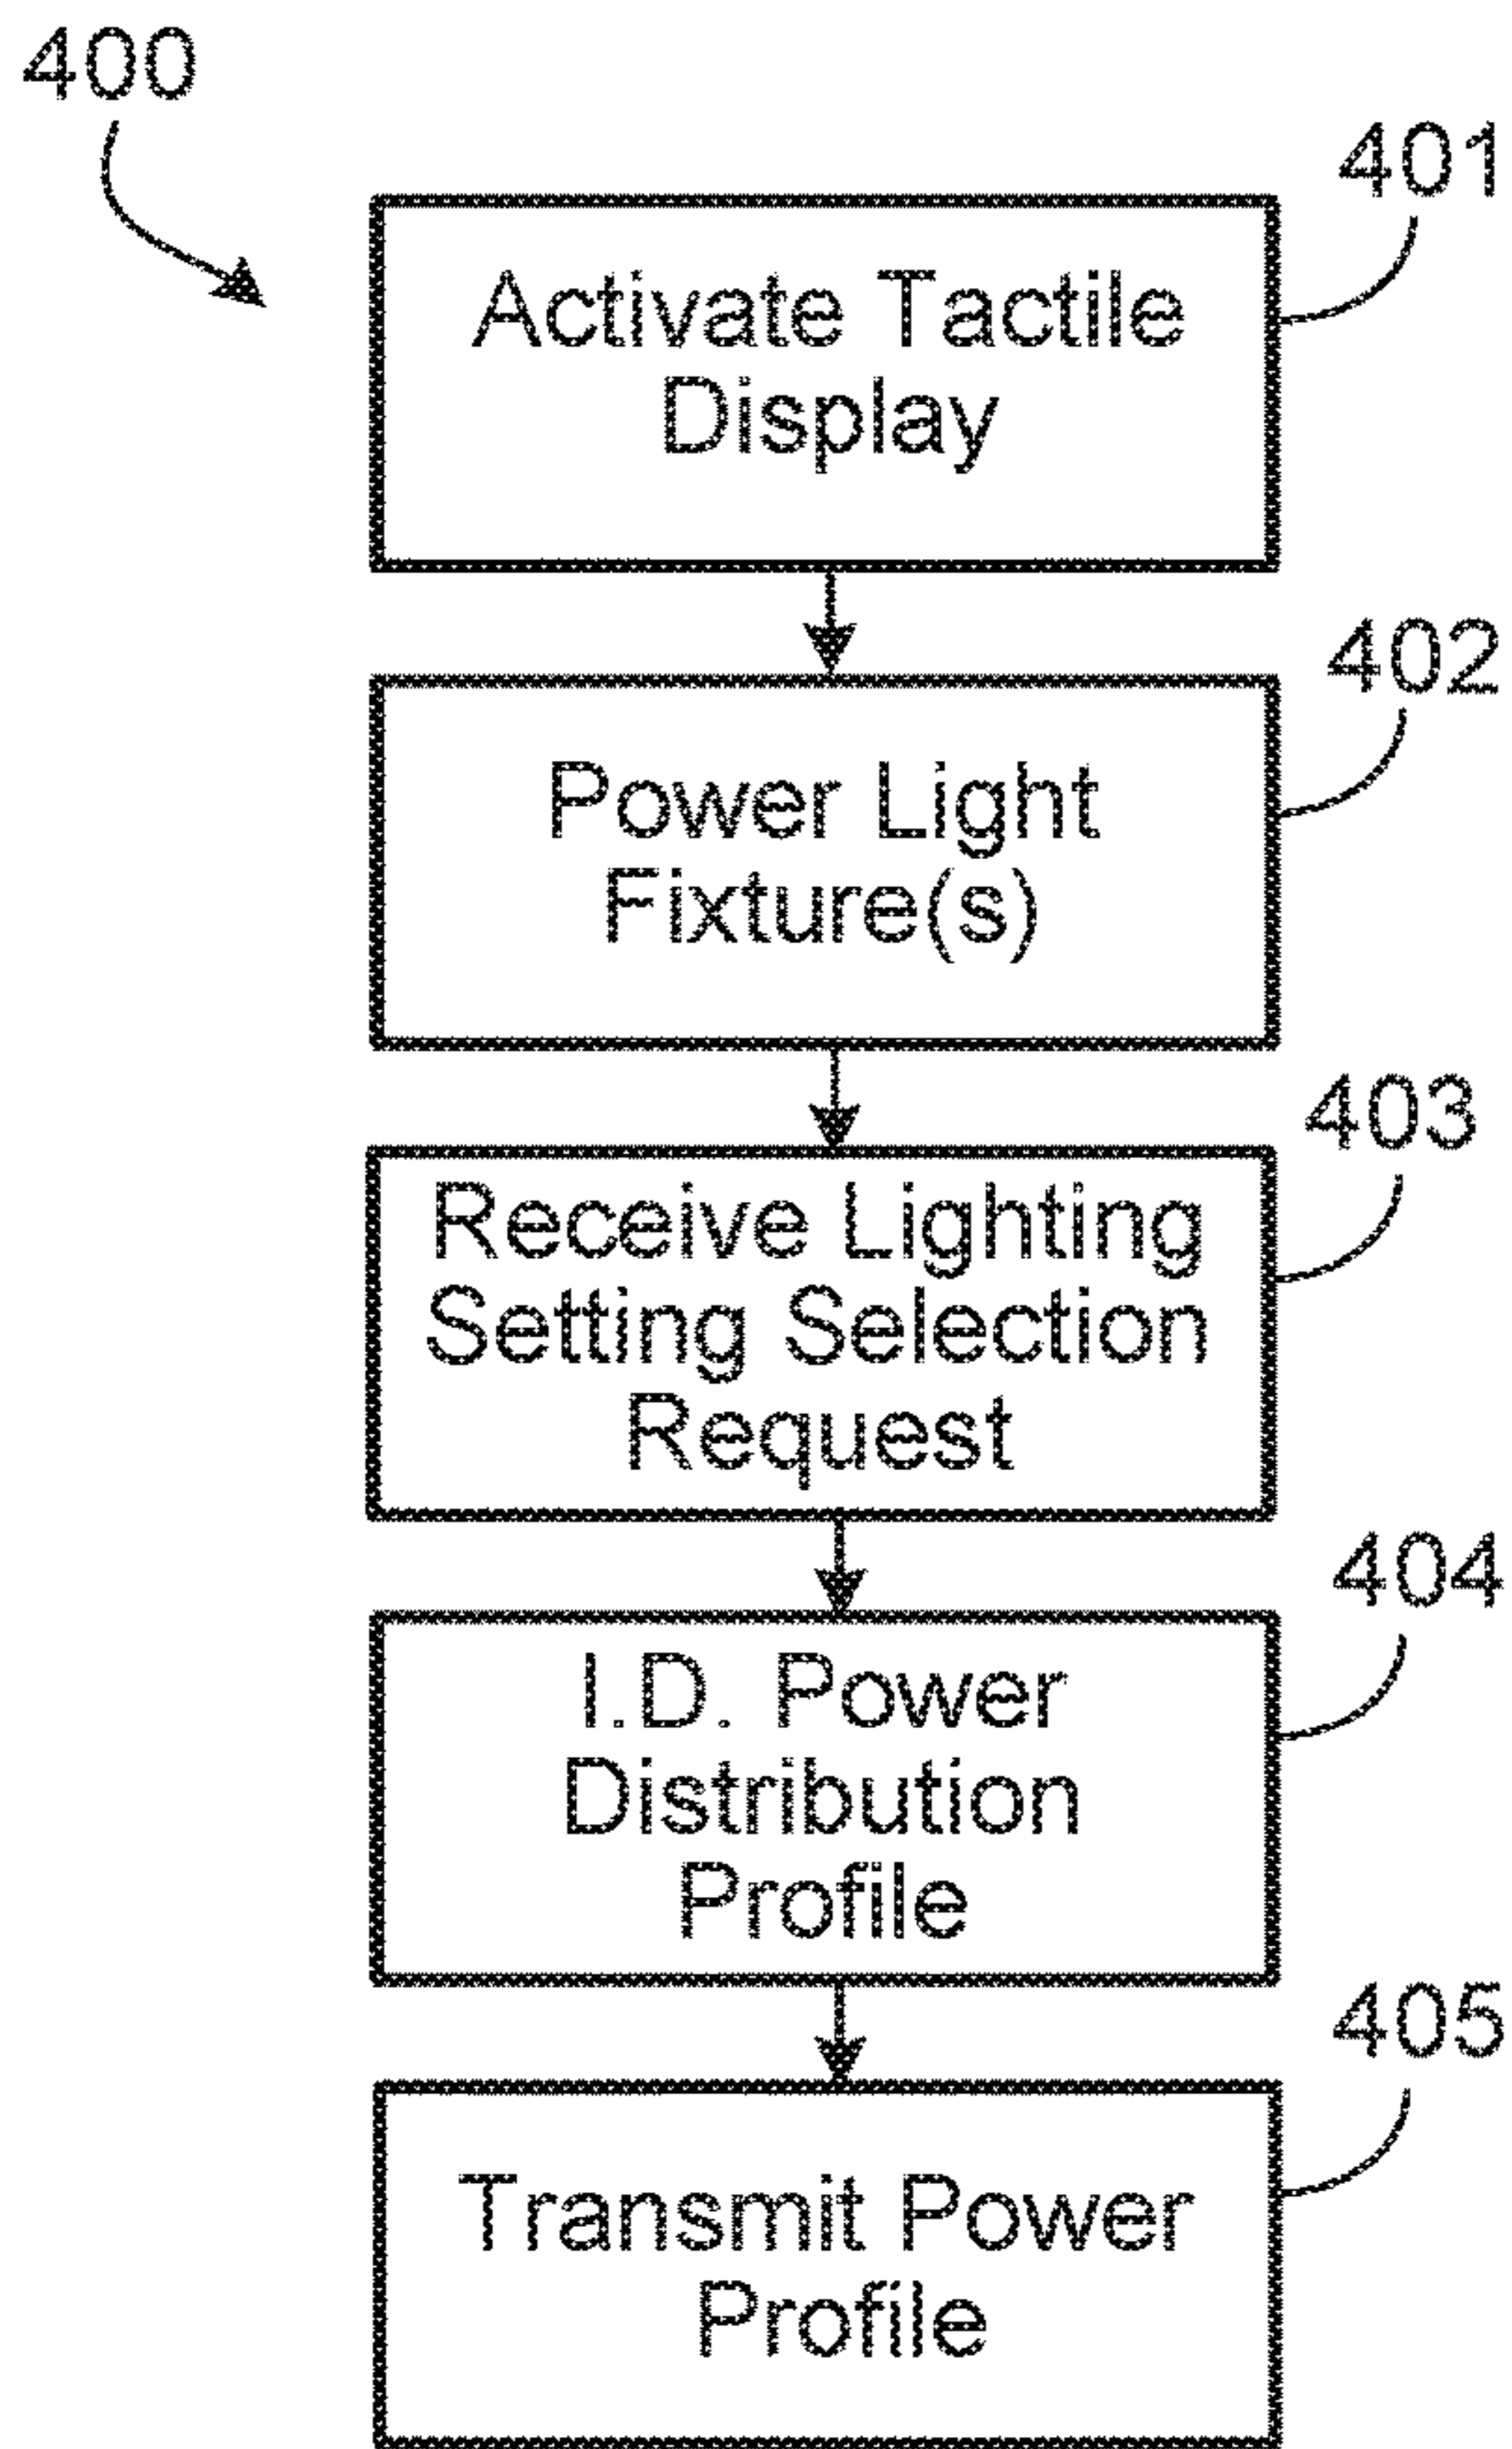 400
401
Activate Tactile
Display
402
Power Light
Fixture(s)
403
Receive Lighting
Setting Selection
Request
404
I.D. Power
Distribution
Profile
405
Transmit Power
Profile